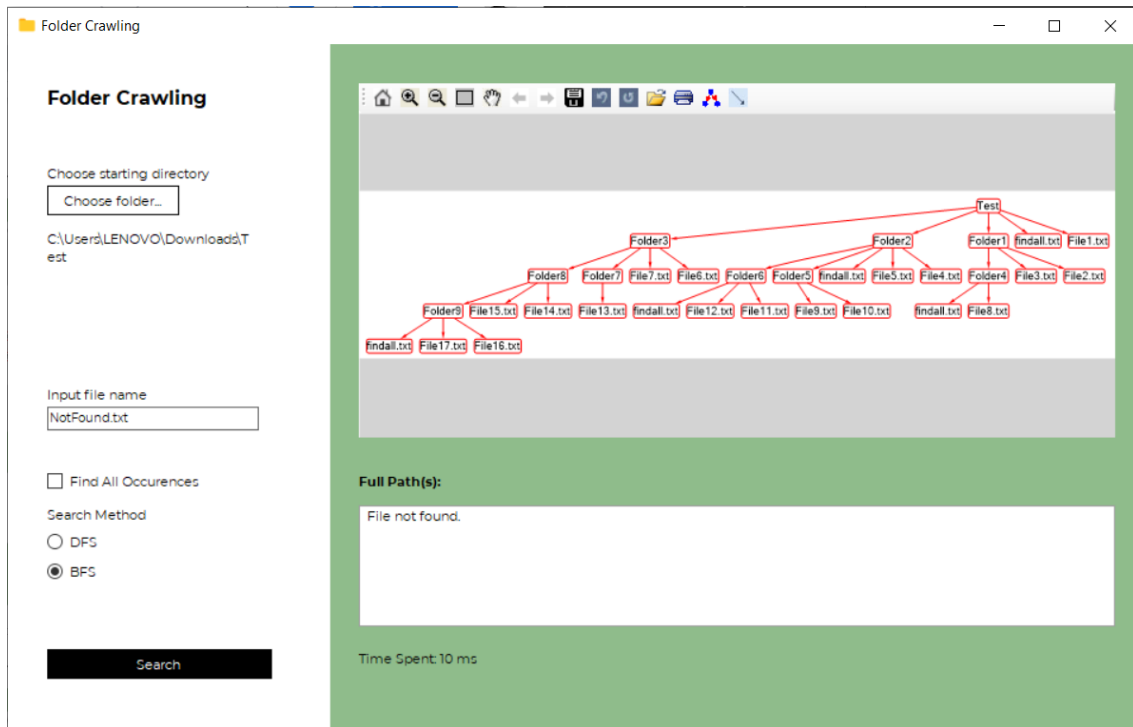 Folder Crawling
Folder Crawling
Choose starting directory
Choose folder...
C:\Users\LENOVO\Downloads\T
est
Input file name
NotFound.txt
Find All Occurences
Search Method
DFS
BFS
Search
Test
Folder3 Folder2 Folder1 findall.txt File1.txt
Folder8 Folder7 File7.txt File6.txt Folder6 Folder5 findall.txt File5.txt File4.txt Folder4 File3.txt File2.txt
Folder9 File15.txt File14.txt File13.txt findall.txt File12.txt File11.txt File9.txt File10.txt findall.txt File8.txt
findall.txt File17.txt File16.txt
Full Path(s):
File not found.
Time Spent: 10 ms